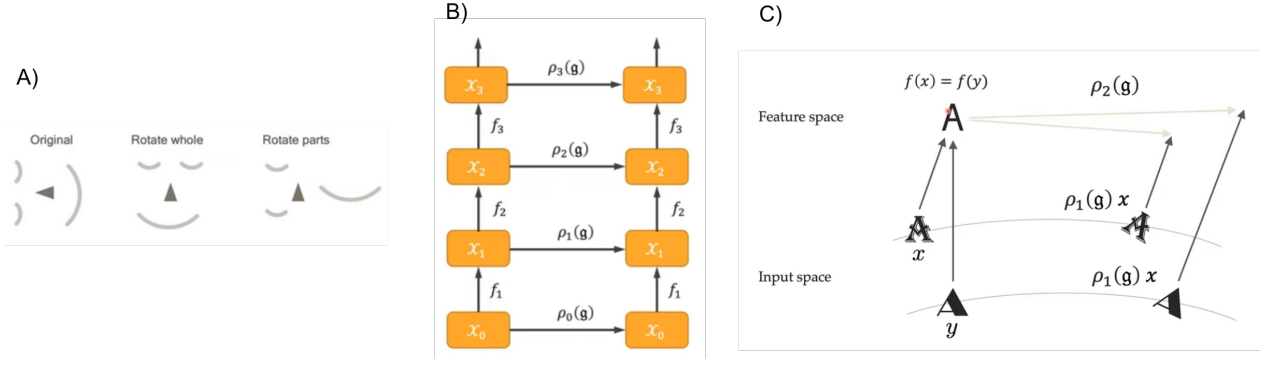 A)
Original
Rotate whole
Rotate parts
B)
ρ₃(𝔤)
𝒳₃
𝒳₃
f₃
f₃
ρ₂(𝔤)
𝒳₂
𝒳₂
f₂
f₂
ρ₁(𝔤)
𝒳₁
𝒳₁
f₁
f₁
ρ₀(𝔤)
𝒳₀
𝒳₀
C)
f(x) = f(y)
ρ₂(𝔤)
Feature space
A
ρ₁(𝔤) x
A
A
x
Input space
ρ₁(𝔤) x
A
A
y